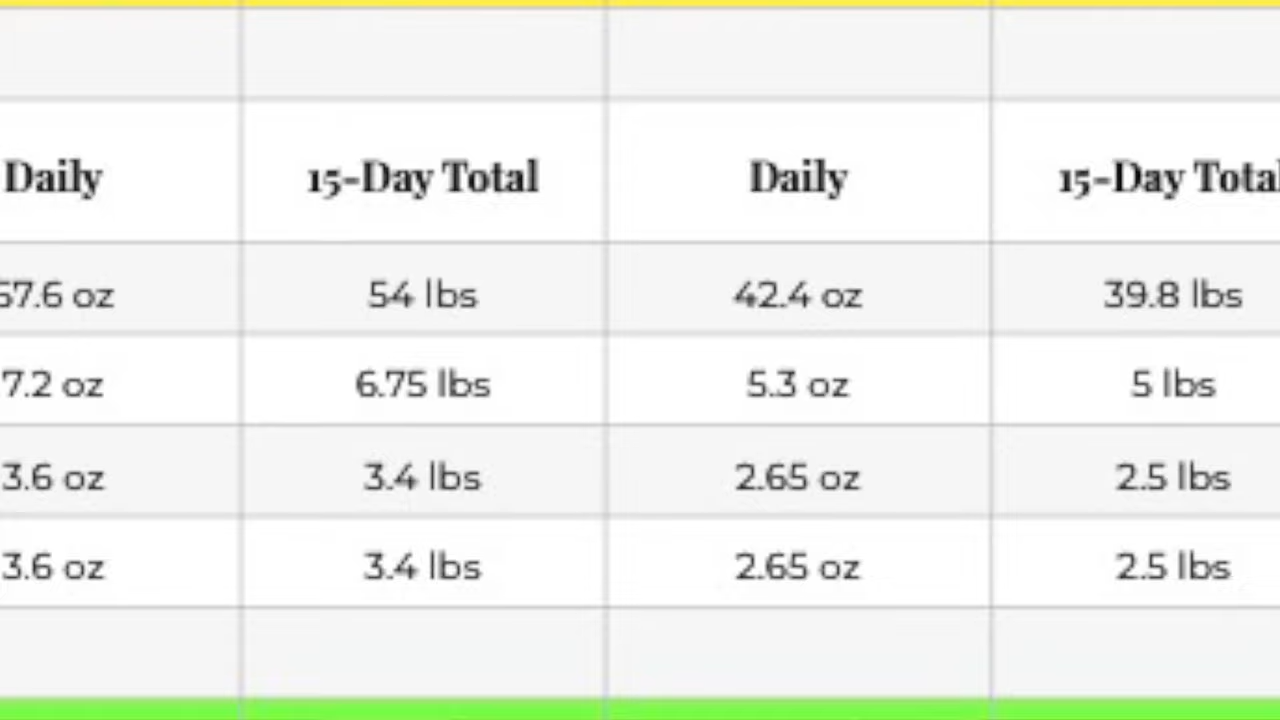 Daily 15-Day Total Daily 15-Day Total
57.6 oz 54 lbs 42.4 oz 39.8 lbs
7.2 oz 6.75 lbs 5.3 oz 5 lbs
3.6 oz 3.4 lbs 2.65 oz 2.5 lbs
3.6 oz 3.4 lbs 2.65 oz 2.5 lbs